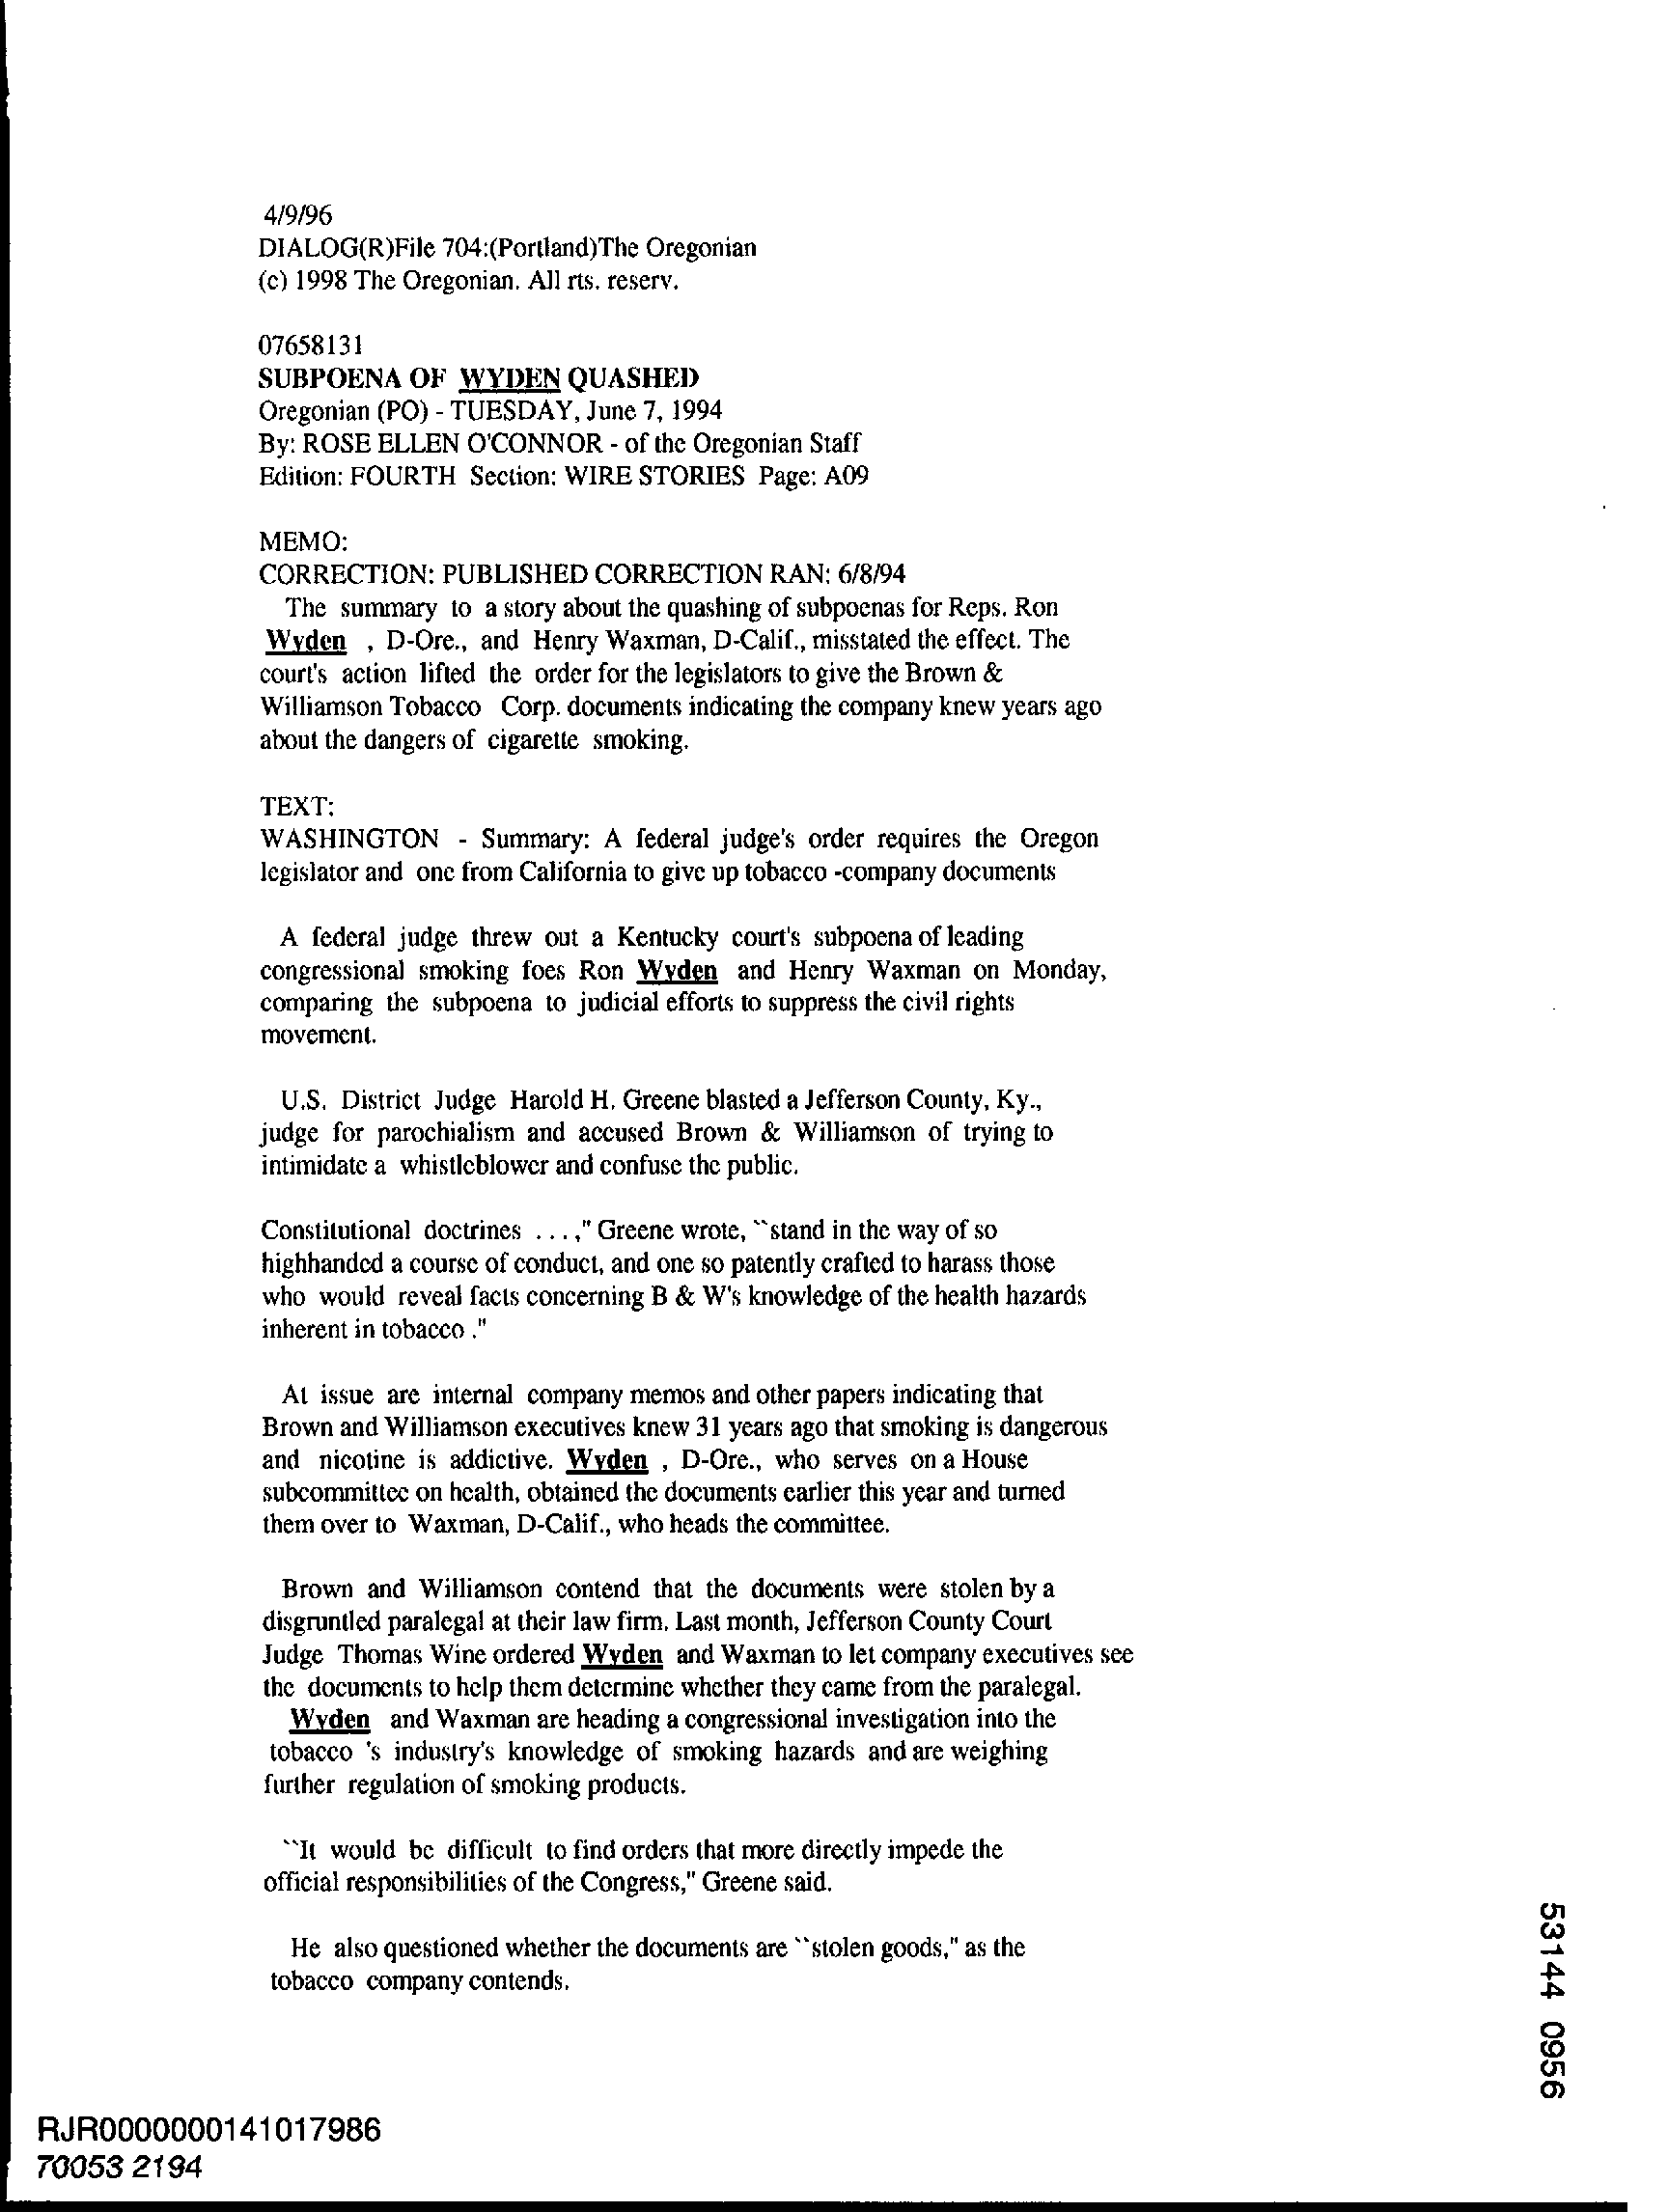 4/9/96
DIALOG(R)File 704:(Portland)The Oregonian
(c) 1998 The Oregonian. All rts. reserv.
07658131
SUBPOENA OF WYDEN QUASHED
Oregonian (PO) - TUESDAY, June 7, 1994
By: ROSE ELLEN O'CONNOR - of the Oregonian Staff
Edition: FOURTH Section: WIRE STORIES Page: A09
MEMO:
CORRECTION: PUBLISHED CORRECTION RAN: 6/8/94
The summary to a story about the quashing of subpoenas for Reps. Ron
Wyden , D-Ore., and Henry Waxman, D-Calif., misstated the effect. The
court's action lifted the order for the legislators to give the Brown &
Williamson Tobacco Corp. documents indicating the company knew years ago
about the dangers of cigarette smoking.
TEXT:
WASHINGTON - Summary: A federal judge's order requires the Oregon
legislator and one from California to give up tobacco -company documents
A federal judge threw out a Kentucky court's subpoena of leading
congressional smoking foes Ron Wyden and Henry Waxman on Monday,
comparing the subpoena to judicial efforts to suppress the civil rights
movement.
U.S. District Judge Harold H. Greene blasted a Jefferson County, Ky.,
judge for parochialism and accused Brown & Williamson of trying to
intimidate a whistleblower and confuse the public.
Constitutional doctrines ...," Greene wrote, ``stand in the way of so
highhanded a course of conduct, and one so patently crafted to harass those
who would reveal facts concerning B & W's knowledge of the health hazards
inherent in tobacco ."
At issue are internal company memos and other papers indicating that
Brown and Williamson executives knew 31 years ago that smoking is dangerous
and nicotine is addictive. Wyden , D-Ore., who serves on a House
subcommittee on health, obtained the documents earlier this year and turned
them over to Waxman, D-Calif., who heads the committee.
Brown and Williamson contend that the documents were stolen by a
disgruntled paralegal at their law firm. Last month, Jefferson County Court
Judge Thomas Wine ordered Wyden and Waxman to let company executives see
the documents to help them determine whether they came from the paralegal.
Wyden and Waxman are heading a congressional investigation into the
tobacco 's industry's knowledge of smoking hazards and are weighing
further regulation of smoking products.
``It would be difficult to find orders that more directly impede the
official responsibilities of the Congress," Greene said.
He also questioned whether the documents are ``stolen goods," as the
tobacco company contends.
53144 0956
RJR0000000141017986
70053 2194